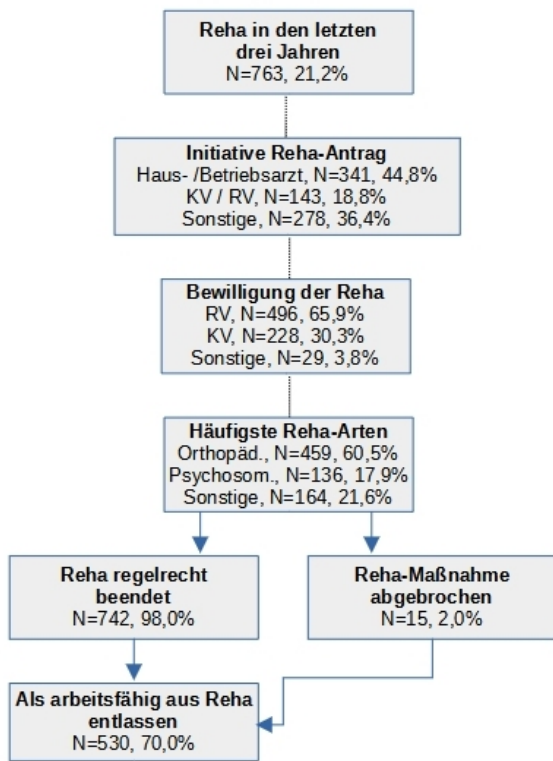 Reha in den letzten
drei Jahren
N=763, 21,2%
Initiative Reha-Antrag
Haus- /Betriebsarzt, N=341, 44,8%
KV / RV, N=143, 18,8%
Sonstige, N=278, 36,4%
Bewilligung der Reha
RV, N=496, 65,9%
KV, N=228, 30,3%
Sonstige, N=29, 3,8%
Häufigste Reha-Arten
Orthopäd., N=459, 60,5%
Psychosom., N=136, 17,9%
Sonstige, N=164, 21,6%
Reha regelrecht
beendet
N=742, 98,0%
Reha-Maßnahme
abgebrochen
N=15, 2,0%
Als arbeitsfähig aus Reha
entlassen
N=530, 70,0%